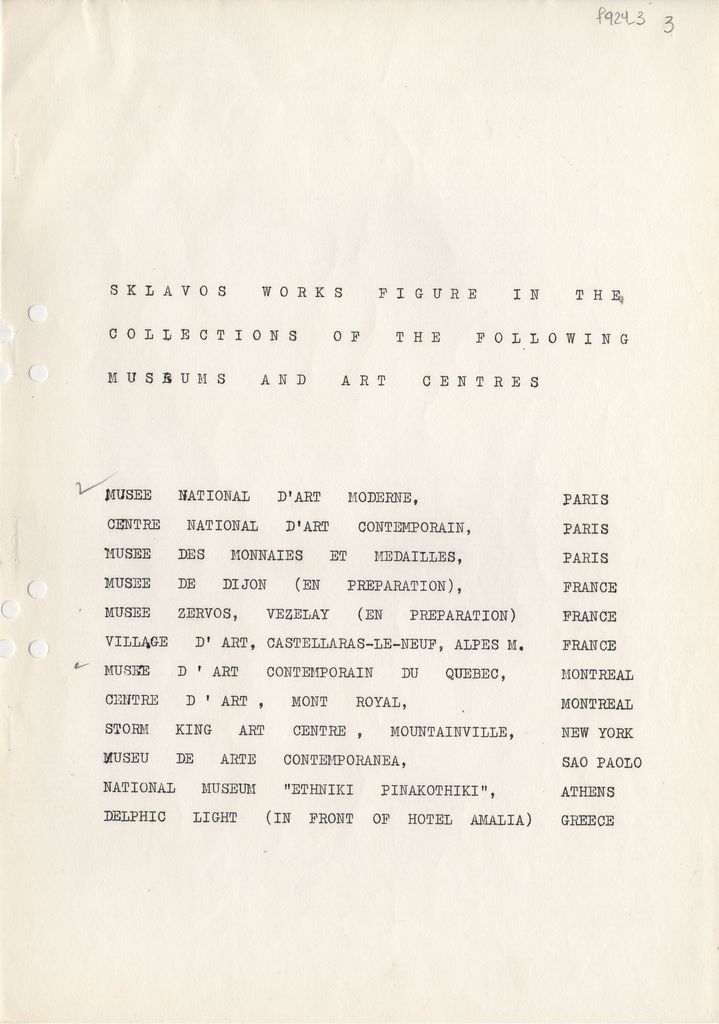 f924_3 3
SKLAVOS WORKS FIGURE IN THE
COLLECTIONS OF THE FOLLOWING
MUSEUMS AND ART CENTRES
MUSEE NATIONAL D'ART MODERNE, PARIS
CENTRE NATIONAL D'ART CONTEMPORAIN, PARIS
MUSEE DES MONNAIES ET MEDAILLES, PARIS
MUSEE DE DIJON (EN PREPARATION), FRANCE
MUSEE ZERVOS, VEZELAY (EN PREPARATION) FRANCE
VILLAGE D' ART, CASTELLARAS-LE-NEUF, ALPES M. FRANCE
MUSEE D ' ART CONTEMPORAIN DU QUEBEC, MONTREAL
CENTRE D ' ART , MONT ROYAL, MONTREAL
STORM KING ART CENTRE , MOUNTAINVILLE, NEW YORK
MUSEU DE ARTE CONTEMPORANEA, SAO PAOLO
NATIONAL MUSEUM "ETHNIKI PINAKOTHIKI", ATHENS
DELPHIC LIGHT (IN FRONT OF HOTEL AMALIA) GREECE